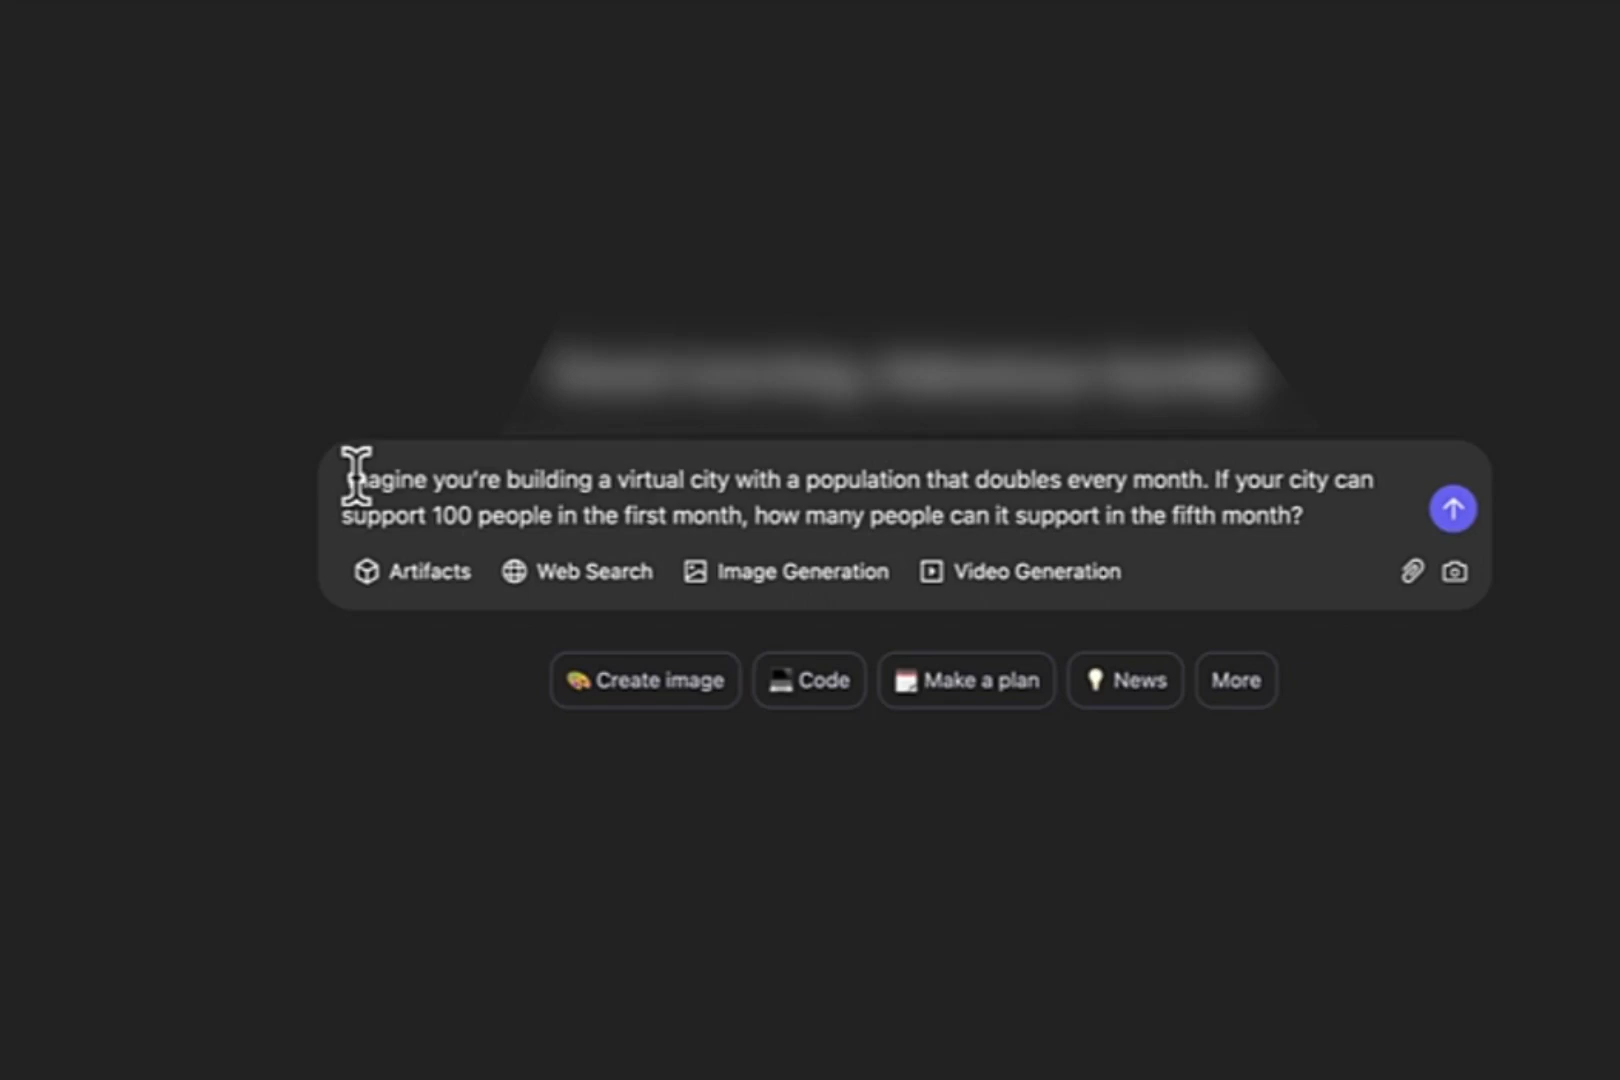 Imagine you're building a virtual city with a population that doubles every month. If your city can
support 100 people in the first month, how many people can it support in the fifth month?
Artifacts Web Search Image Generation Video Generation
Create image Code Make a plan News More